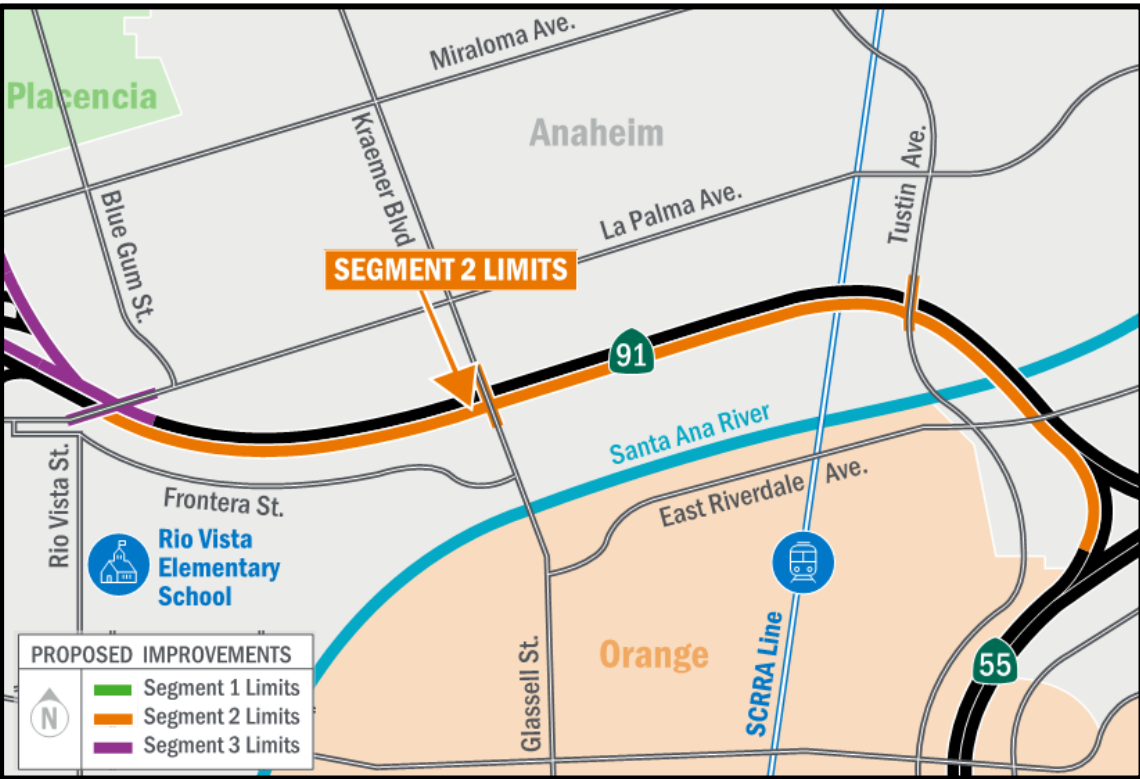 Miraloma Ave.
Placencia
Anaheim
Kraemer Blvd
Tustin Ave.
La Palma Ave.
Blue Gum St.
SEGMENT 2 LIMITS
91
Santa Ana River
East Riverdale Ave.
Rio Vista St.
Frontera St.
Rio Vista
Elementary
School
Glassell St.
Orange
SCRRA Line
55
PROPOSED IMPROVEMENTS
N
Segment 1 Limits
Segment 2 Limits
Segment 3 Limits